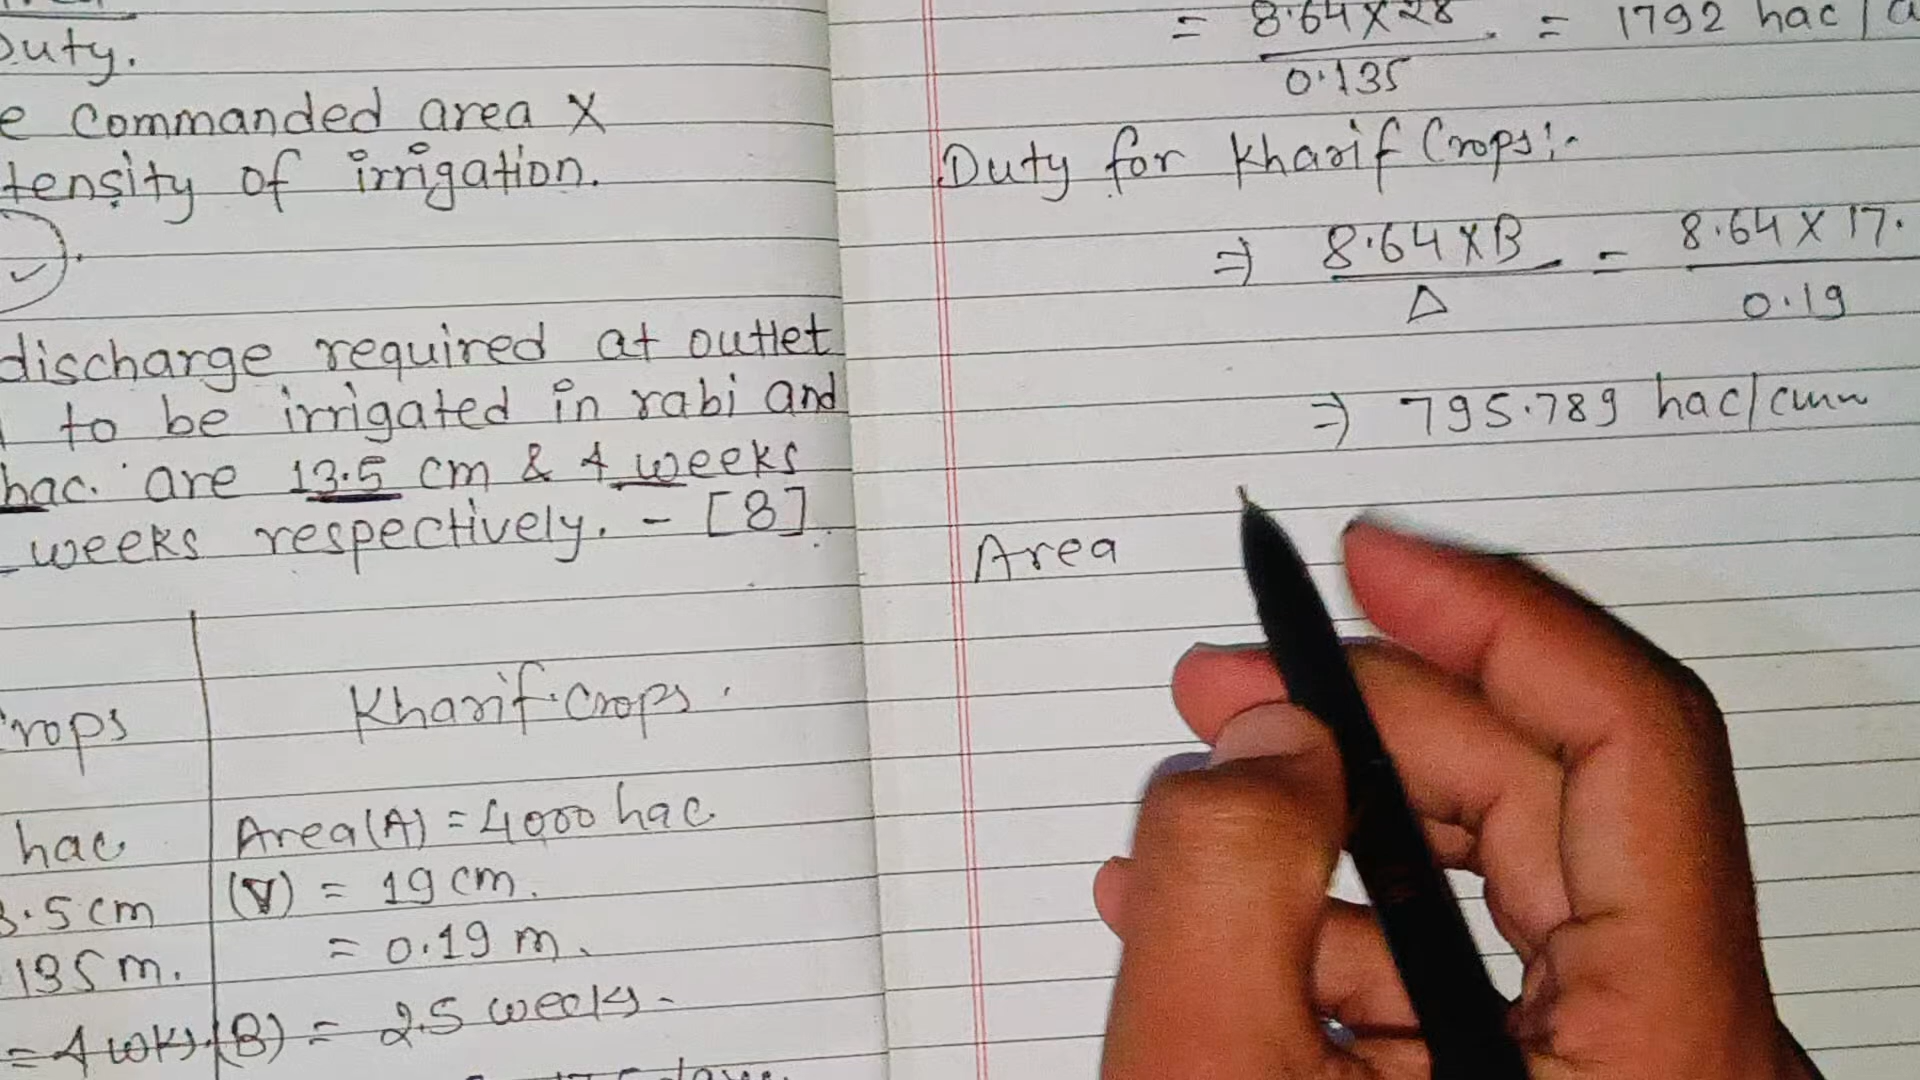 Duty.
e commanded area X
tensity of irrigation.
discharge required at outlet
to be irrigated in rabi and
hac. are 13.5 cm & 4 weeks
weeks respectively. - [8]
rops
Kharif Crops.
hac
Area(A) = 4000 hac
3.5cm
(∇) = 19 cm.
= 0.19 m.
135m.
= 4 wks.
(B) = 2.5 weeks.
= 8.64 X 28 / 0.135 = 1792 hac/
Duty for Kharif Crops:-
⇒ 8.64 X B / Δ = 8.64 X 17. / 0.19
⇒ 795.789 hac/cum
Area